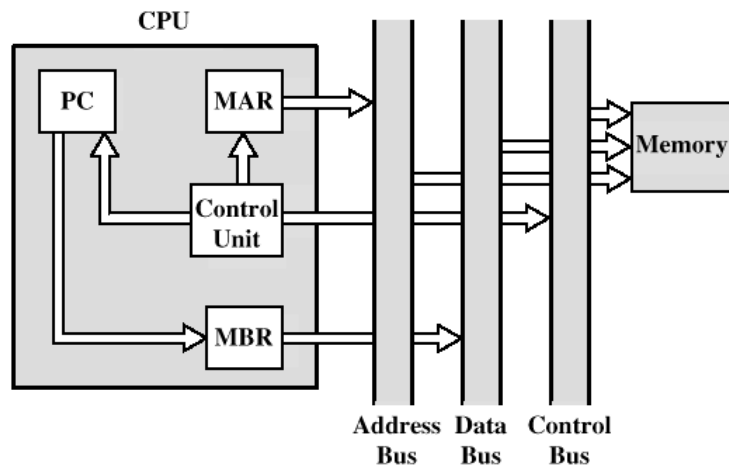 CPU
PC
MAR
Memory
Control
Unit
MBR
Address
Bus
Data
Bus
Control
Bus